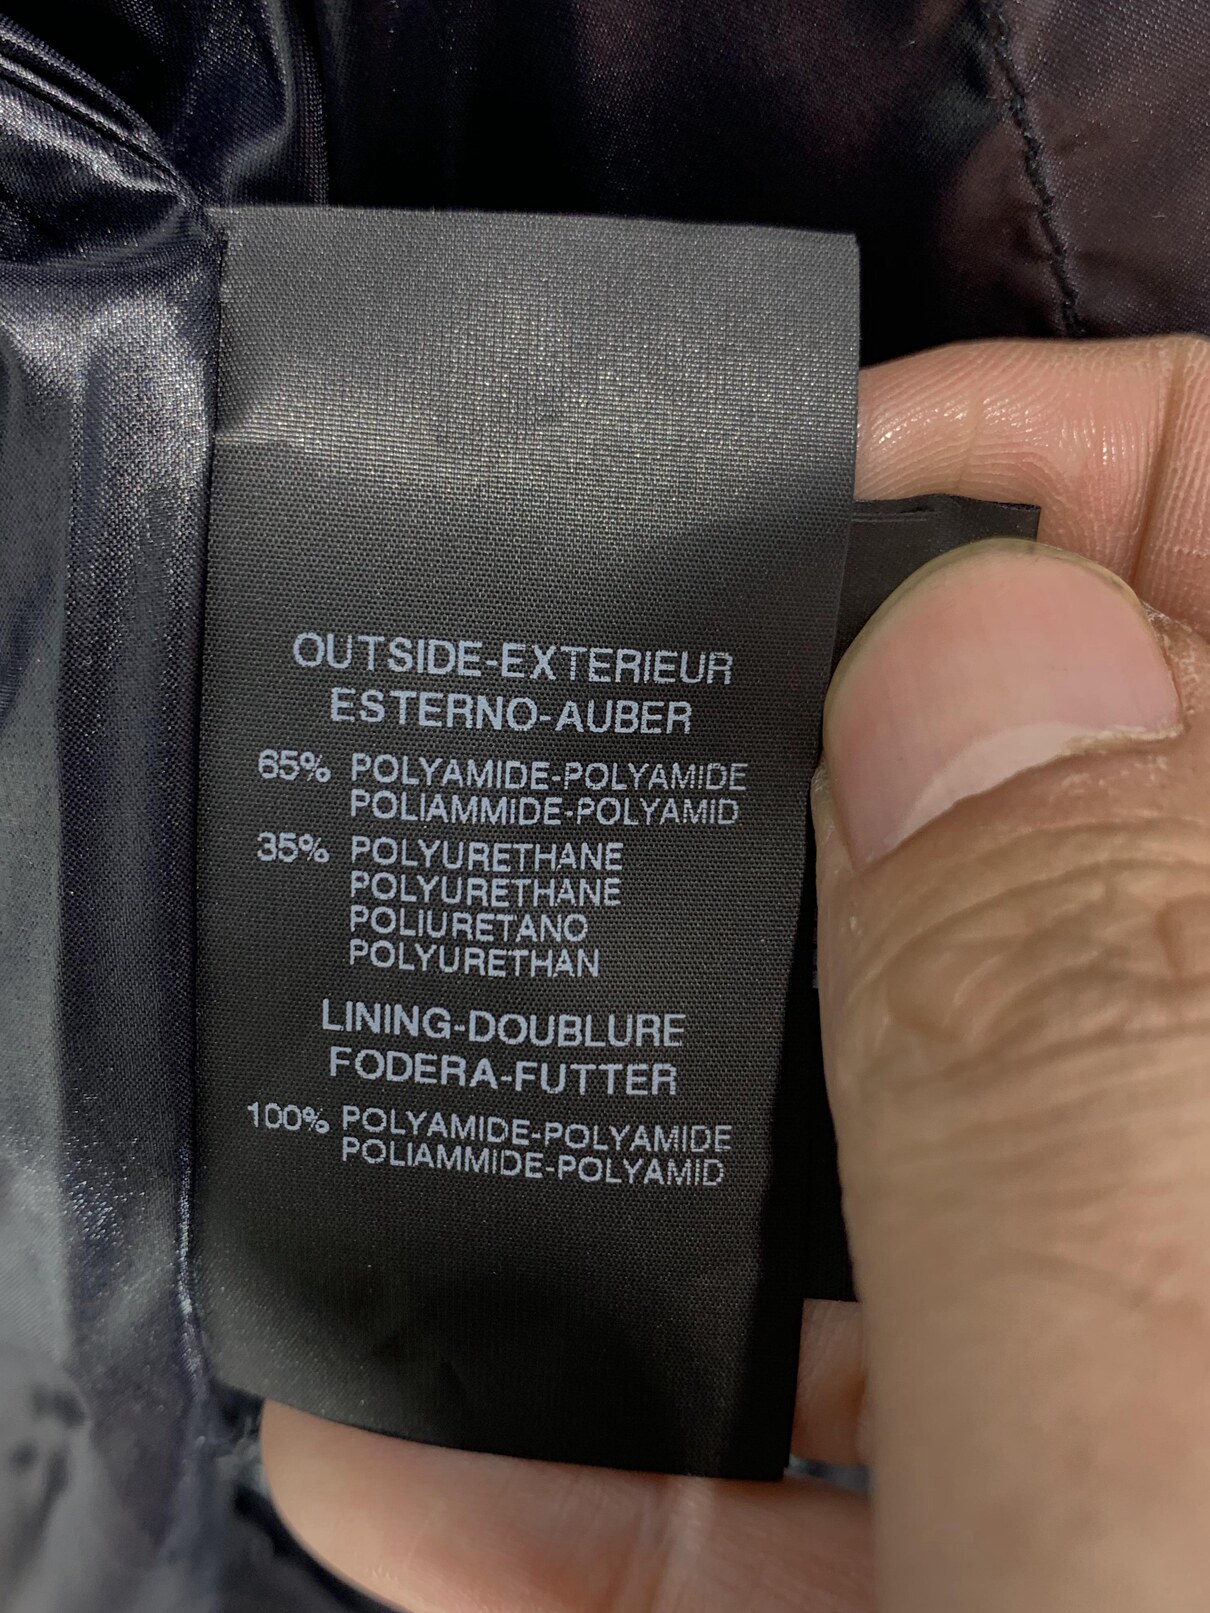 OUTSIDE-EXTERIEUR
ESTERNO-AUBER
65% POLYAMIDE-POLYAMIDE
POLIAMMIDE-POLYAMID
35% POLYURETHANE
POLYURETHANE
POLIURETANO
POLYURETHAN
LINING-DOUBLURE
FODERA-FUTTER
100% POLYAMIDE-POLYAMIDE
POLIAMMIDE-POLYAMID